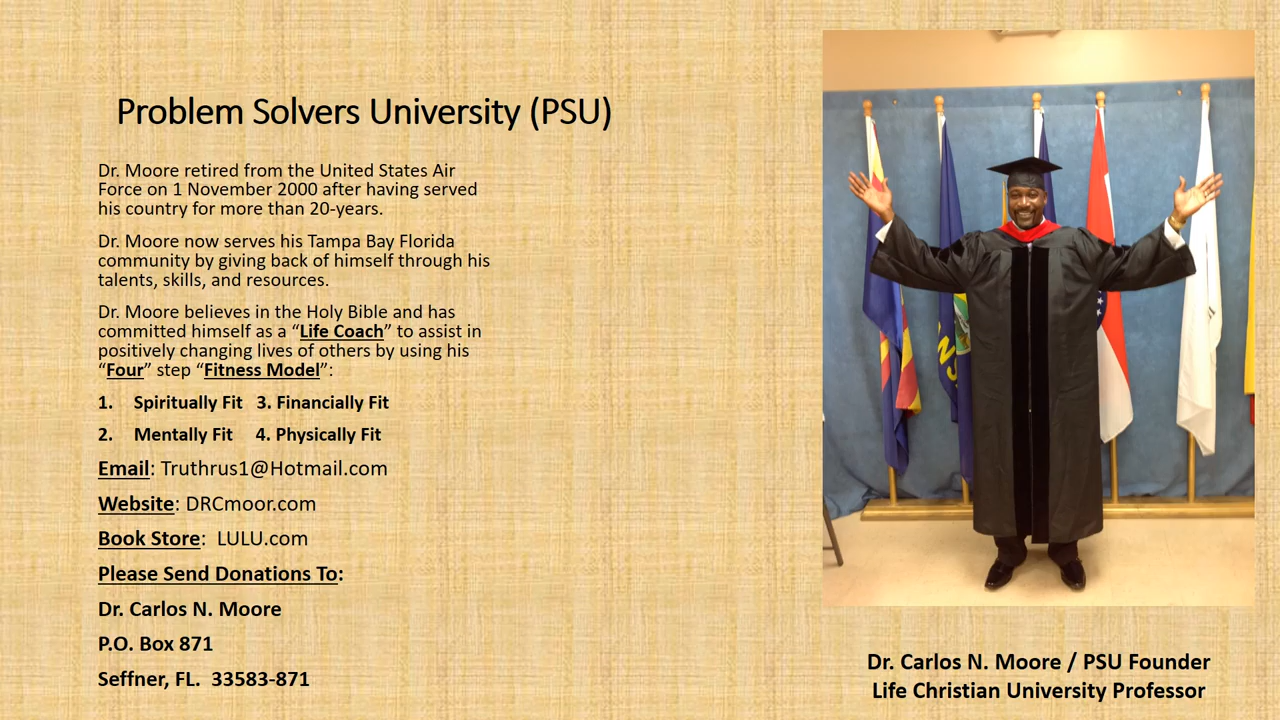 Problem Solvers University (PSU)
Dr. Moore retired from the United States Air
Force on 1 November 2000 after having served
his country for more than 20-years.
Dr. Moore now serves his Tampa Bay Florida
community by giving back of himself through his
talents, skills, and resources.
Dr. Moore believes in the Holy Bible and has
committed himself as a “Life Coach” to assist in
positively changing lives of others by using his
“Four” step “Fitness Model”:
1. Spiritually Fit 3. Financially Fit
2. Mentally Fit 4. Physically Fit
Email: Truthrus1@Hotmail.com
Website: DRCmoor.com
Book Store: LULU.com
Please Send Donations To:
Dr. Carlos N. Moore
P.O. Box 871
Seffner, FL. 33583-871
Dr. Carlos N. Moore / PSU Founder
Life Christian University Professor